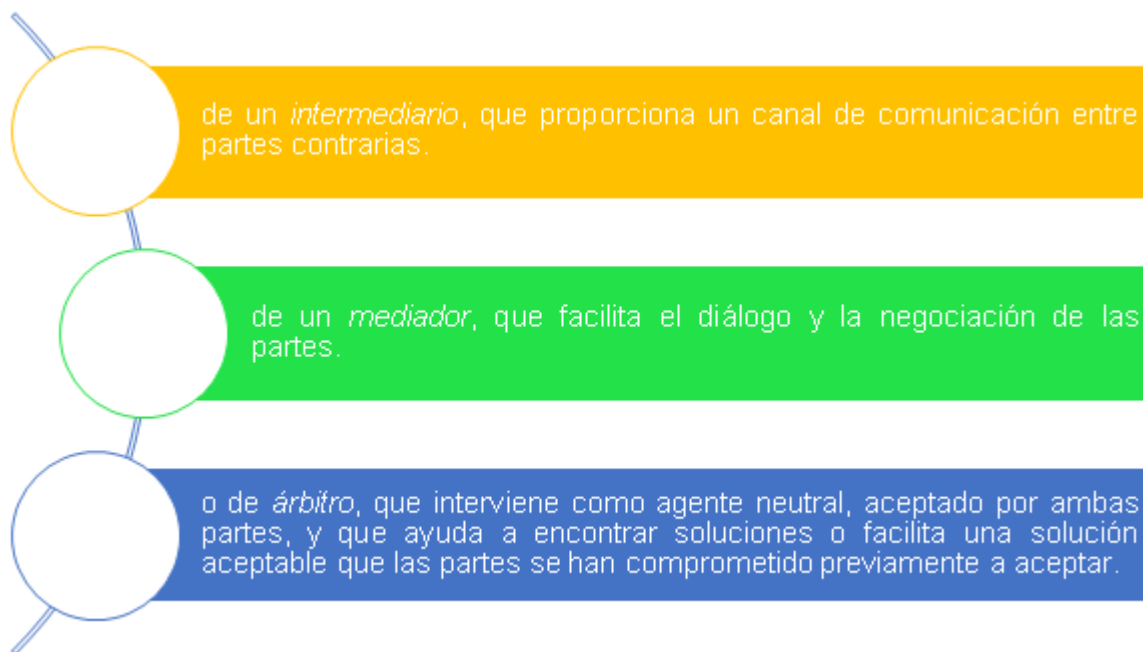 de un intermediario, que proporciona un canal de comunicación entre
partes contrarias.
de un mediador, que facilita el diálogo y la negociación de las
partes.
o de árbitro, que interviene como agente neutral, aceptado por ambas
partes, y que ayuda a encontrar soluciones o facilita una solución
aceptable que las partes se han comprometido previamente a aceptar.